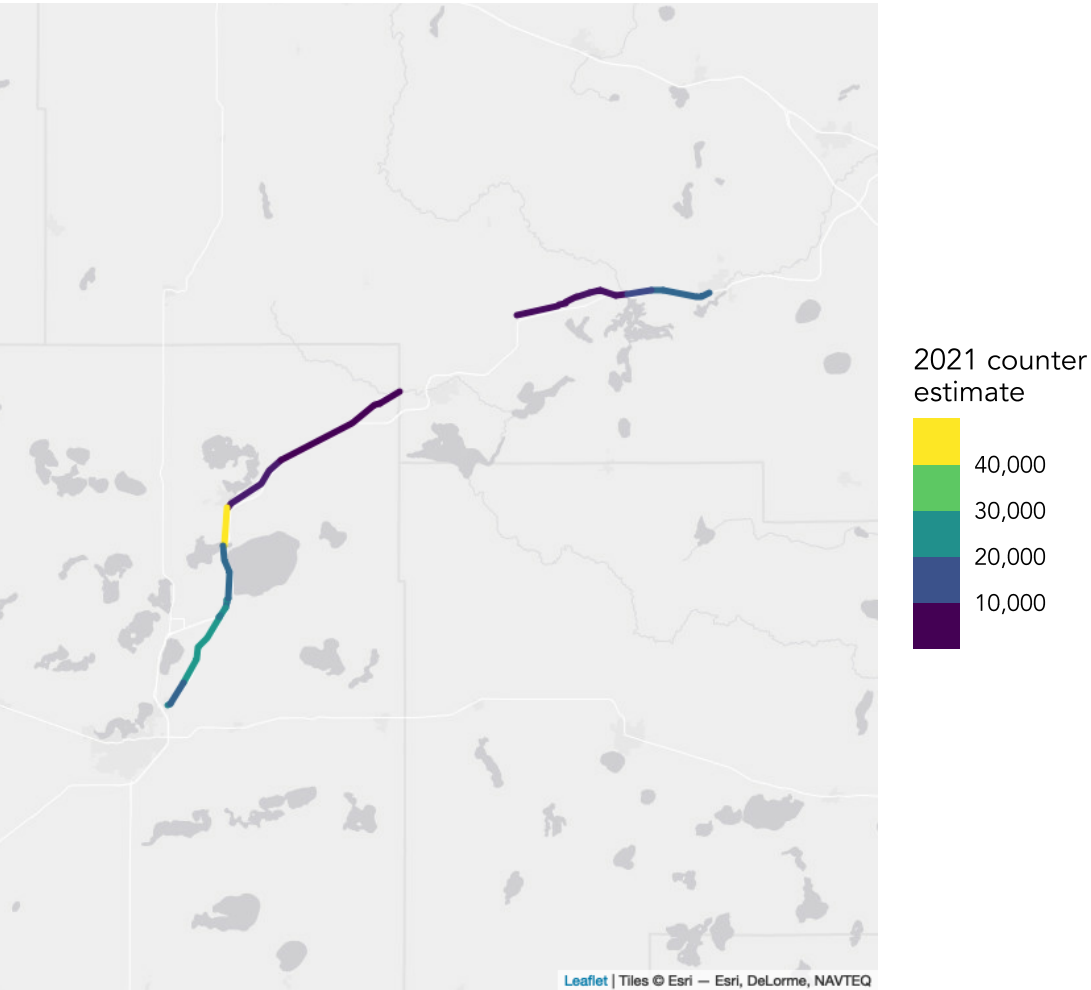 2021 counter
estimate
40,000
30,000
20,000
10,000
Leaflet | Tiles © Esri — Esri, DeLorme, NAVTEQ